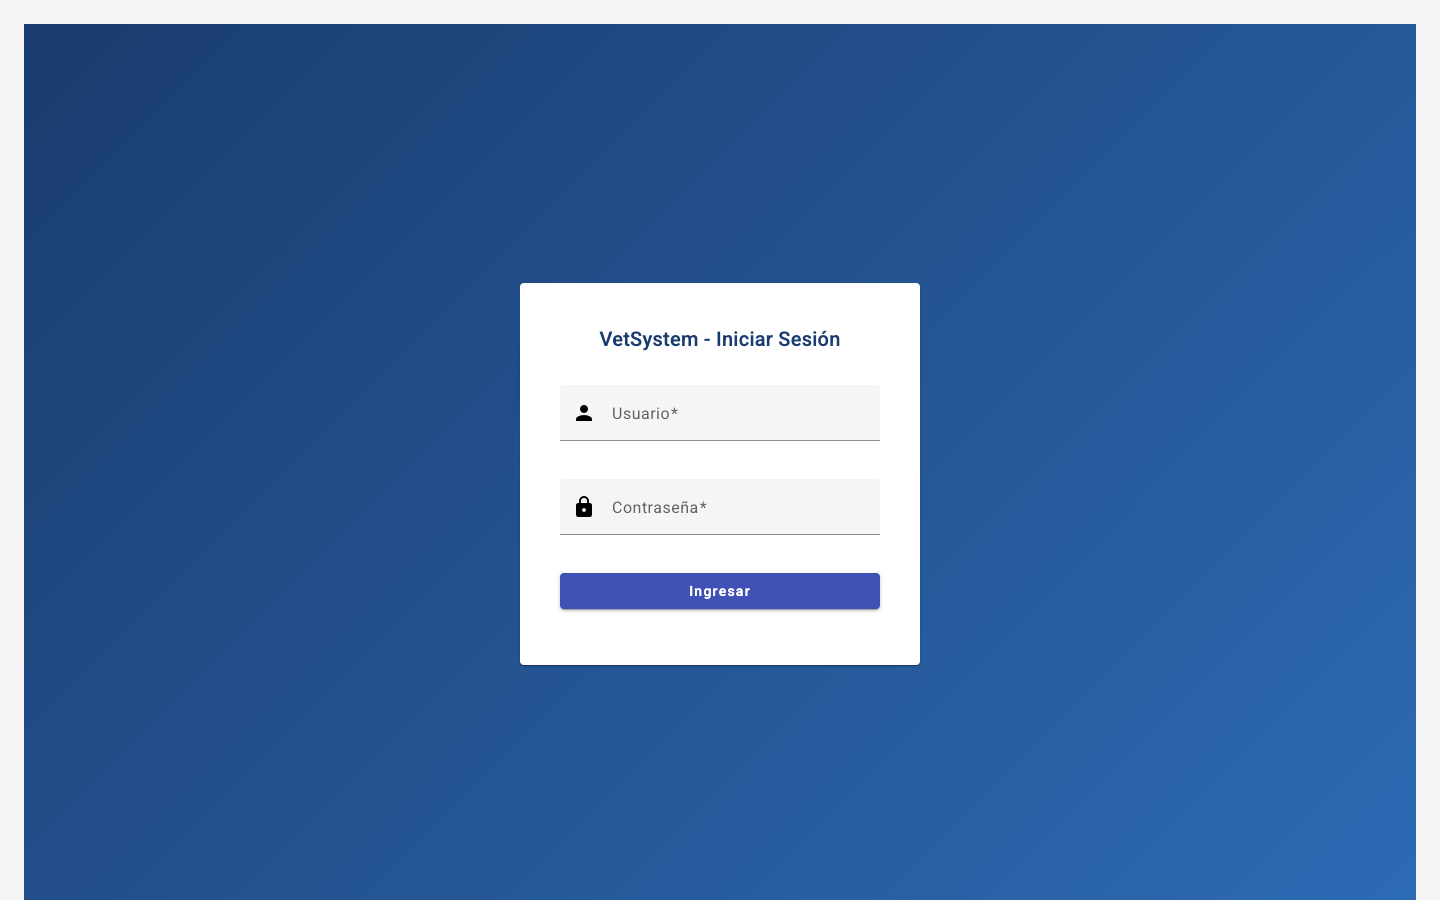 VetSystem - Iniciar Sesión
Usuario*
Contraseña*
Ingresar